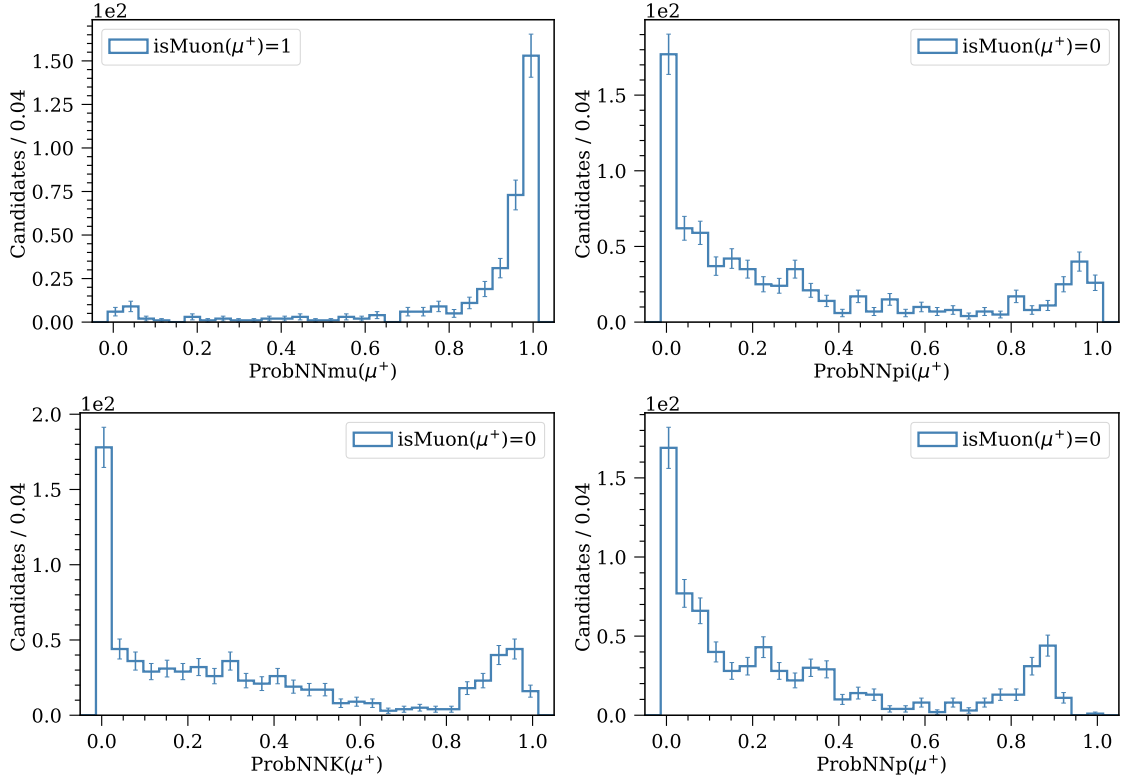 1e2
isMuon(μ⁺)=1
Candidates / 0.04
1.50
1.25
1.00
0.75
0.50
0.25
0.00
0.0 0.2 0.4 0.6 0.8 1.0
ProbNNmu(μ⁺)
1e2
isMuon(μ⁺)=0
Candidates / 0.04
1.5
1.0
0.5
0.0
0.0 0.2 0.4 0.6 0.8 1.0
ProbNNpi(μ⁺)
1e2
isMuon(μ⁺)=0
Candidates / 0.04
2.0
1.5
1.0
0.5
0.0
0.0 0.2 0.4 0.6 0.8 1.0
ProbNNK(μ⁺)
1e2
isMuon(μ⁺)=0
Candidates / 0.04
1.5
1.0
0.5
0.0
0.0 0.2 0.4 0.6 0.8 1.0
ProbNNp(μ⁺)